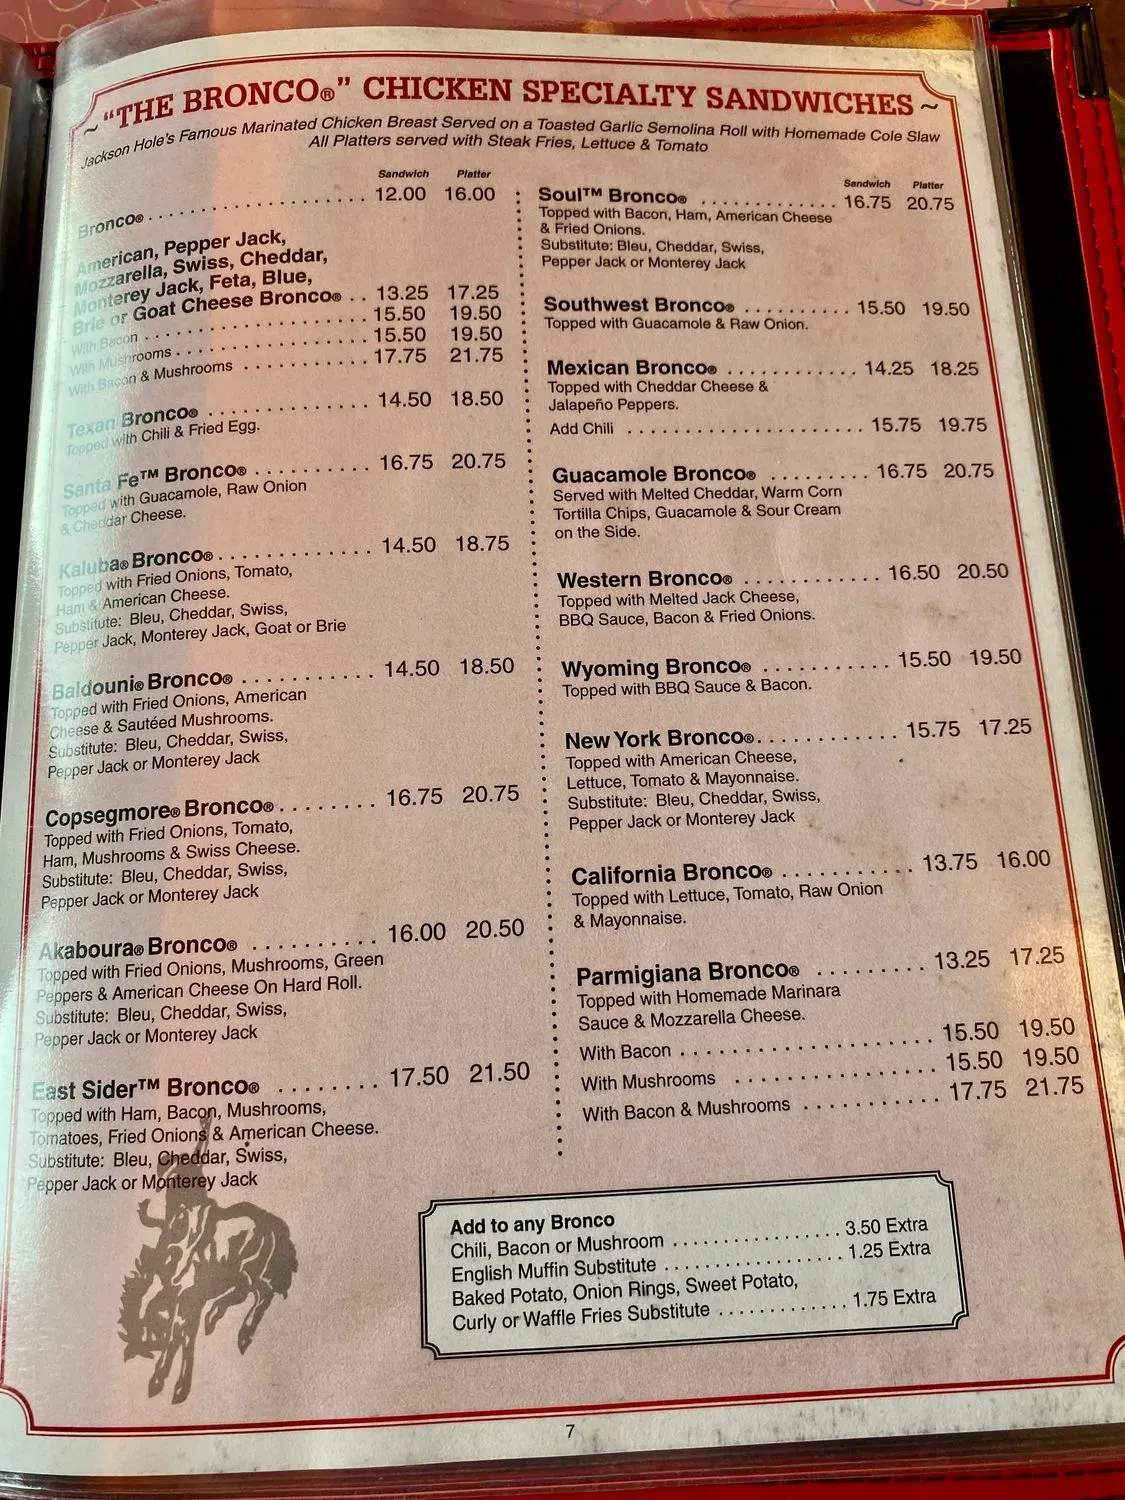 ~ "THE BRONCO®" CHICKEN SPECIALTY SANDWICHES ~
Jackson Hole's Famous Marinated Chicken Breast Served on a Toasted Garlic Semolina Roll with Homemade Cole Slaw
All Platters served with Steak Fries, Lettuce & Tomato
Sandwich Platter
Bronco® . . . . . . . . . . . . . . . . . . . . 12.00 16.00
American, Pepper Jack,
Mozzarella, Swiss, Cheddar,
Monterey Jack, Feta, Blue,
Brie or Goat Cheese Bronco® . . 13.25 17.25
With Bacon . . . . . . . . . . . . . . . . . . . . 15.50 19.50
With Mushrooms . . . . . . . . . . . . . . . . . 15.50 19.50
With Bacon & Mushrooms . . . . . . . . . . . 17.75 21.75
Texan Bronco® . . . . . . . . . . . . . . 14.50 18.50
Topped with Chili & Fried Egg.
Santa Fe™ Bronco® . . . . . . . . . . 16.75 20.75
Topped with Guacamole, Raw Onion
& Cheddar Cheese.
Kaluba® Bronco® . . . . . . . . . . . . . 14.50 18.75
Topped with Fried Onions, Tomato,
Ham & American Cheese.
Substitute: Bleu, Cheddar, Swiss,
Pepper Jack, Monterey Jack, Goat or Brie
Baldouni® Bronco® . . . . . . . . . . . 14.50 18.50
Topped with Fried Onions, American
Cheese & Sautéed Mushrooms.
Substitute: Bleu, Cheddar, Swiss,
Pepper Jack or Monterey Jack
Copsegmore® Bronco® . . . . . . . . 16.75 20.75
Topped with Fried Onions, Tomato,
Ham, Mushrooms & Swiss Cheese.
Substitute: Bleu, Cheddar, Swiss,
Pepper Jack or Monterey Jack
Akaboura® Bronco® . . . . . . . . . . 16.00 20.50
Topped with Fried Onions, Mushrooms, Green
Peppers & American Cheese On Hard Roll.
Substitute: Bleu, Cheddar, Swiss,
Pepper Jack or Monterey Jack
East Sider™ Bronco® . . . . . . . . 17.50 21.50
Topped with Ham, Bacon, Mushrooms,
Tomatoes, Fried Onions & American Cheese.
Substitute: Bleu, Cheddar, Swiss,
Pepper Jack or Monterey Jack
Sandwich Platter
Soul™ Bronco® . . . . . . . . . . . . . 16.75 20.75
Topped with Bacon, Ham, American Cheese
& Fried Onions.
Substitute: Bleu, Cheddar, Swiss,
Pepper Jack or Monterey Jack
Southwest Bronco® . . . . . . . . . . 15.50 19.50
Topped with Guacamole & Raw Onion.
Mexican Bronco® . . . . . . . . . . . . 14.25 18.25
Topped with Cheddar Cheese &
Jalapeño Peppers.
Add Chili . . . . . . . . . . . . . . . . . . . . . 15.75 19.75
Guacamole Bronco® . . . . . . . . . 16.75 20.75
Served with Melted Cheddar, Warm Corn
Tortilla Chips, Guacamole & Sour Cream
on the Side.
Western Bronco® . . . . . . . . . . . . 16.50 20.50
Topped with Melted Jack Cheese,
BBQ Sauce, Bacon & Fried Onions.
Wyoming Bronco® . . . . . . . . . . . 15.50 19.50
Topped with BBQ Sauce & Bacon.
New York Bronco® . . . . . . . . . . . . 15.75 17.25
Topped with American Cheese,
Lettuce, Tomato & Mayonnaise.
Substitute: Bleu, Cheddar, Swiss,
Pepper Jack or Monterey Jack
California Bronco® . . . . . . . . . . . 13.75 16.00
Topped with Lettuce, Tomato, Raw Onion
& Mayonnaise.
Parmigiana Bronco® . . . . . . . . . 13.25 17.25
Topped with Homemade Marinara
Sauce & Mozzarella Cheese.
With Bacon . . . . . . . . . . . . . . . . . . . . 15.50 19.50
With Mushrooms . . . . . . . . . . . . . . . . 15.50 19.50
With Bacon & Mushrooms . . . . . . . . . . . 17.75 21.75
Add to any Bronco
Chili, Bacon or Mushroom . . . . . . . . . . . . . . . . 3.50 Extra
English Muffin Substitute . . . . . . . . . . . . . . . . . 1.25 Extra
Baked Potato, Onion Rings, Sweet Potato,
Curly or Waffle Fries Substitute . . . . . . . . . . . . . 1.75 Extra
7